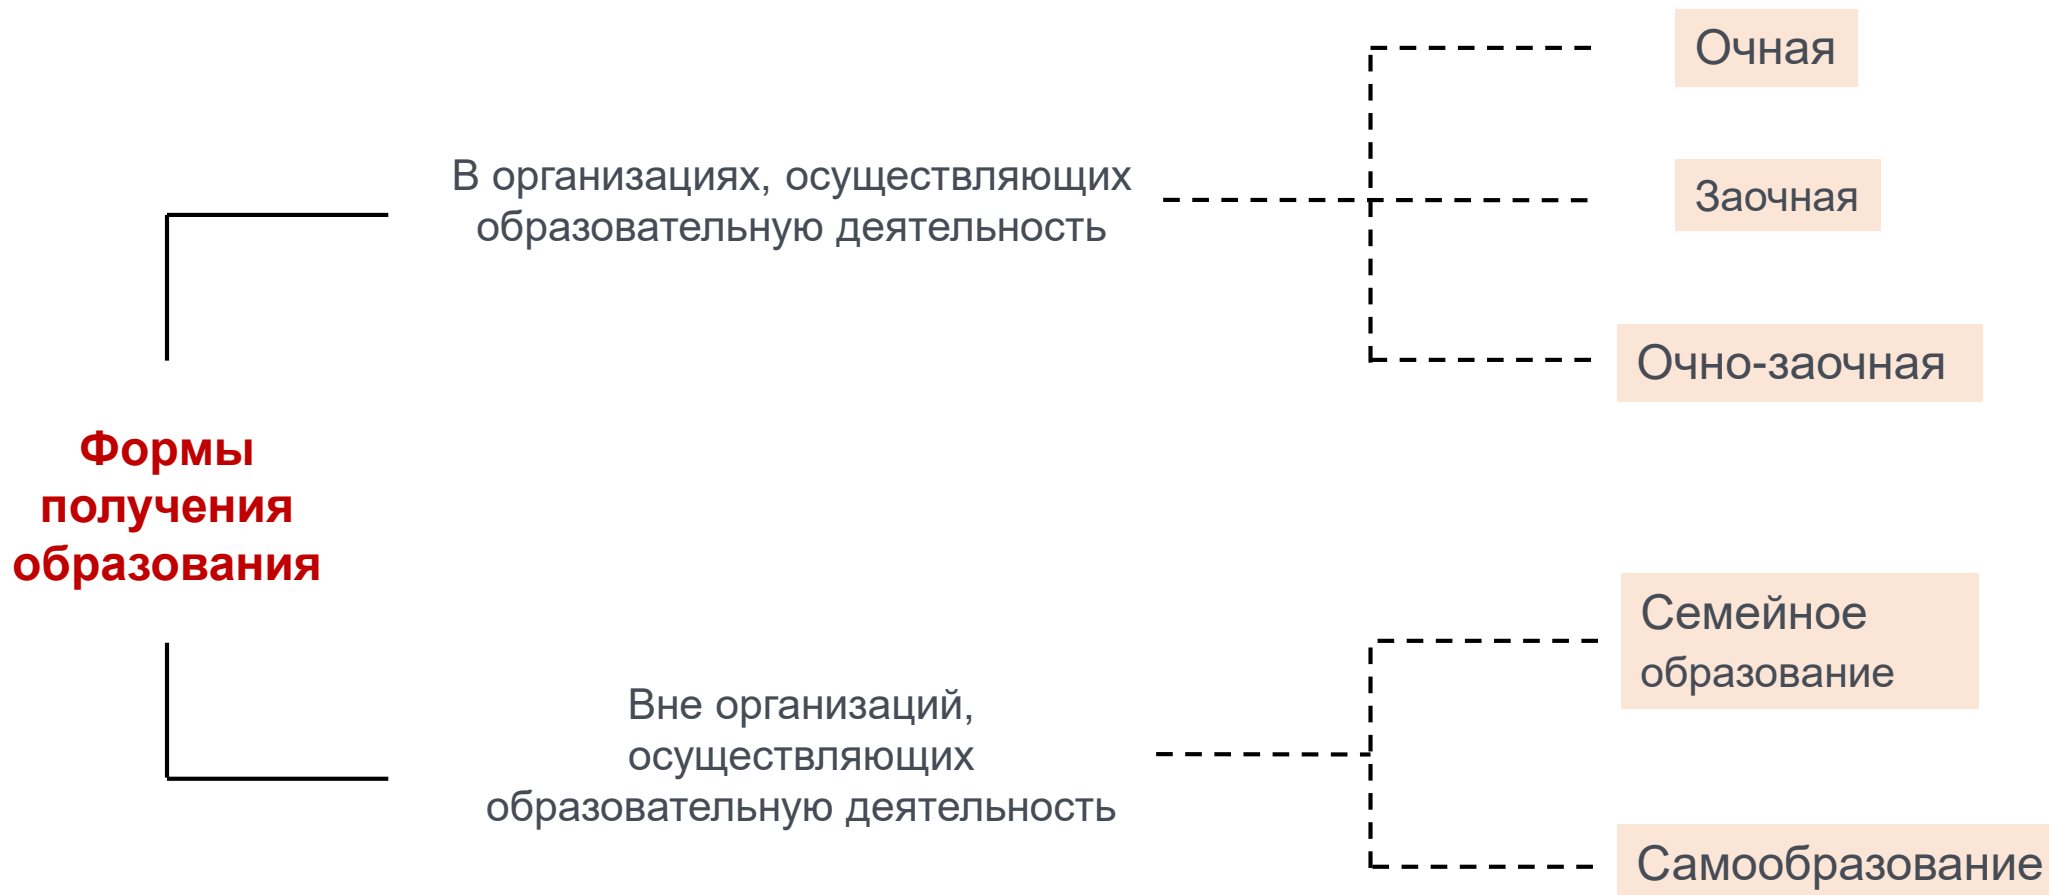 Формы
получения
образования
В организациях, осуществляющих
образовательную деятельность
Очная
Заочная
Очно-заочная
Вне организаций,
осуществляющих
образовательную деятельность
Семейное
образование
Самообразование